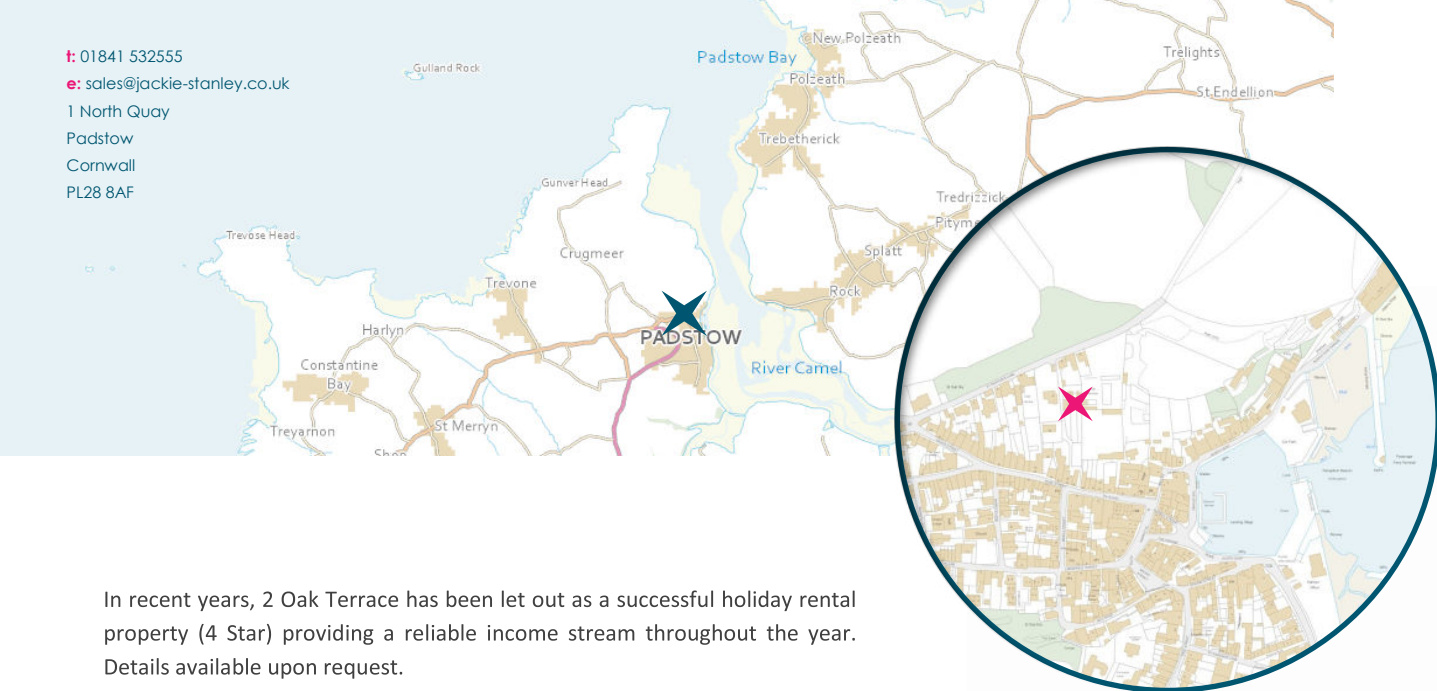 t: 01841 532555
e: sales@jackie-stanley.co.uk
1 North Quay
Padstow
Cornwall
PL28 8AF
New Polzeath
Padstow Bay
Trelights
Gulland Rock
Polzeath
St Endellion
Trebetherick
Gunver Head
Tredrizzick
Pityme
Trevose Head
Crugmeer
Splatt
Trevone
Rock
Harlyn
PADSTOW
Constantine
Bay
River Camel
Treyarnon
St Merryn
Shop
In recent years, 2 Oak Terrace has been let out as a successful holiday rental
property (4 Star) providing a reliable income stream throughout the year.
Details available upon request.